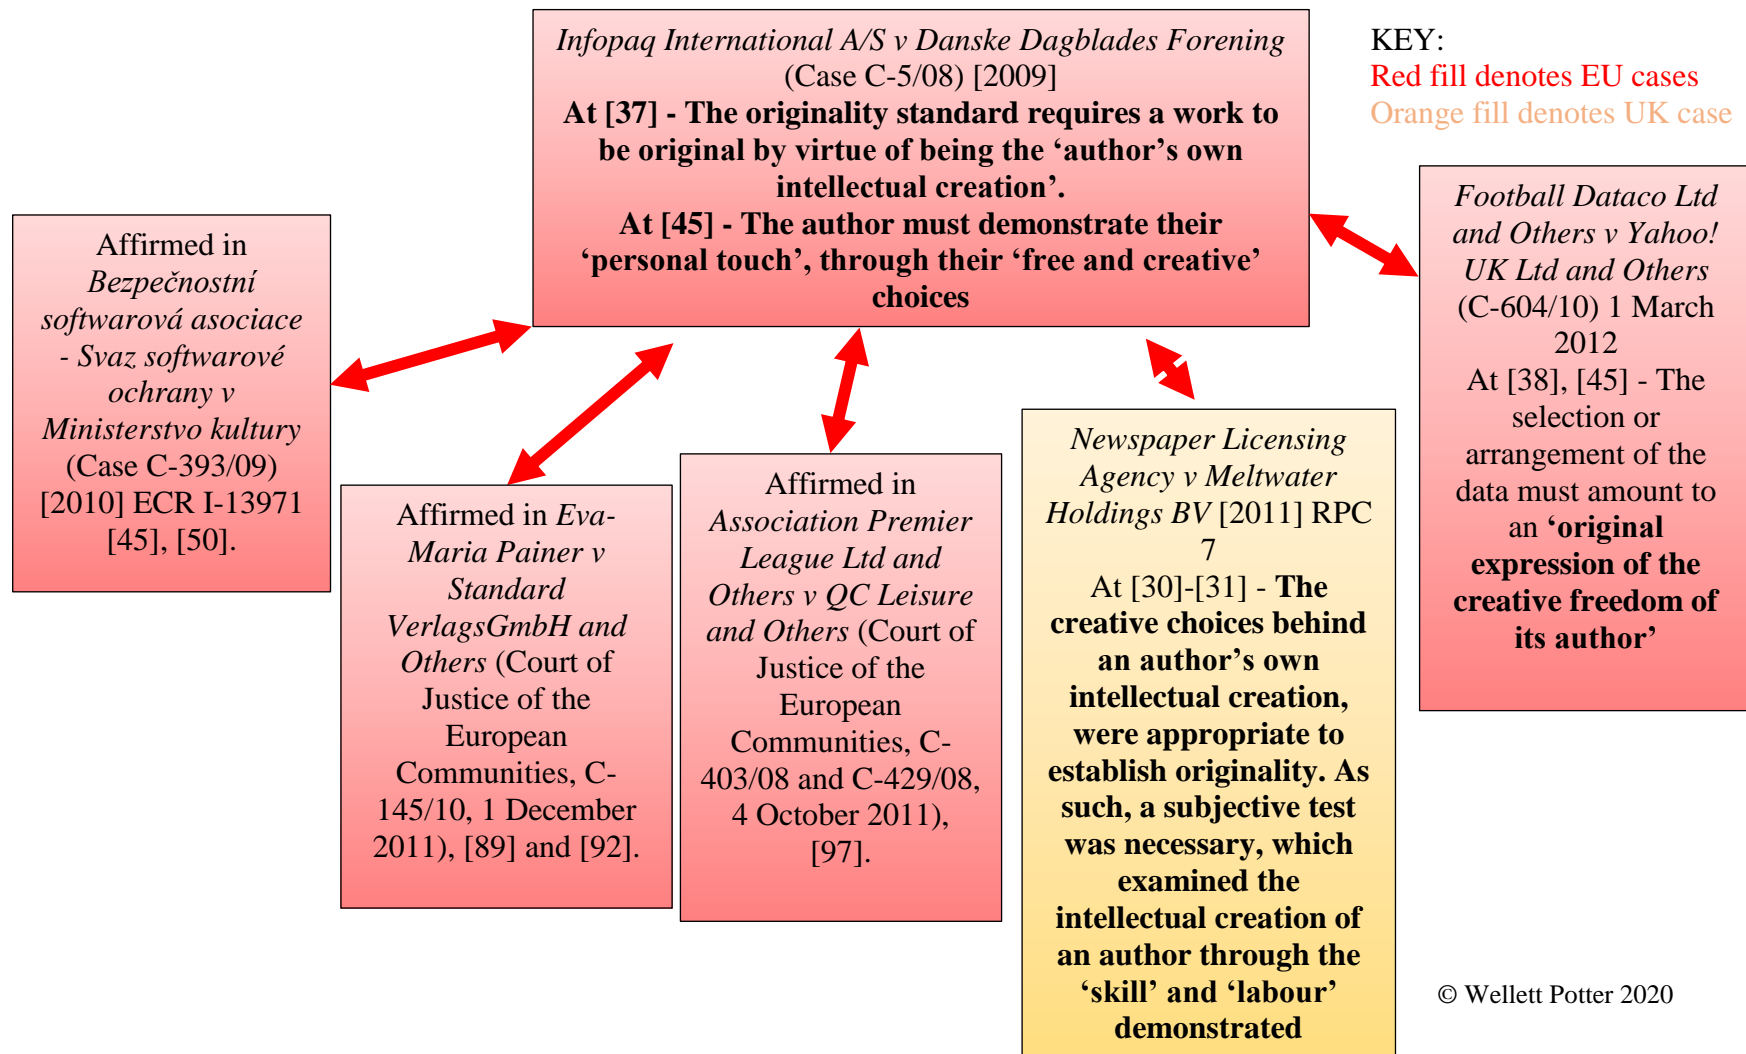 Infopaq International A/S v Danske Dagblades Forening
(Case C-5/08) [2009]
At [37] - The originality standard requires a work to
be original by virtue of being the ‘author’s own
intellectual creation’.
At [45] - The author must demonstrate their
‘personal touch’, through their ‘free and creative’
choices
KEY:
Red fill denotes EU cases
Orange fill denotes UK case
Affirmed in
Bezpečnostní
softwarová asociace
- Svaz softwarové
ochrany v
Ministerstvo kultury
(Case C-393/09)
[2010] ECR I-13971
[45], [50].
Affirmed in Eva-
Maria Painer v
Standard
VerlagsGmbH and
Others (Court of
Justice of the
European
Communities, C-
145/10, 1 December
2011), [89] and [92].
Affirmed in
Association Premier
League Ltd and
Others v QC Leisure
and Others (Court of
Justice of the
European
Communities, C-
403/08 and C-429/08,
4 October 2011),
[97].
Newspaper Licensing
Agency v Meltwater
Holdings BV [2011] RPC
7
At [30]-[31] - The
creative choices behind
an author’s own
intellectual creation,
were appropriate to
establish originality. As
such, a subjective test
was necessary, which
examined the
intellectual creation of
an author through the
‘skill’ and ‘labour’
demonstrated
Football Dataco Ltd
and Others v Yahoo!
UK Ltd and Others
(C-604/10) 1 March
2012
At [38], [45] - The
selection or
arrangement of the
data must amount to
an ‘original
expression of the
creative freedom of
its author’
© Wellett Potter 2020